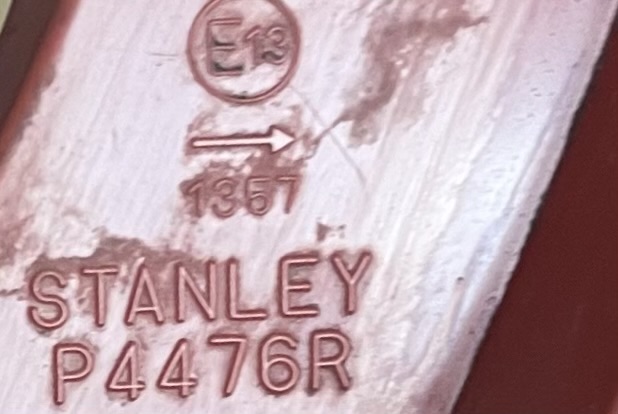 E13
→
1357
STANLEY
P4476R